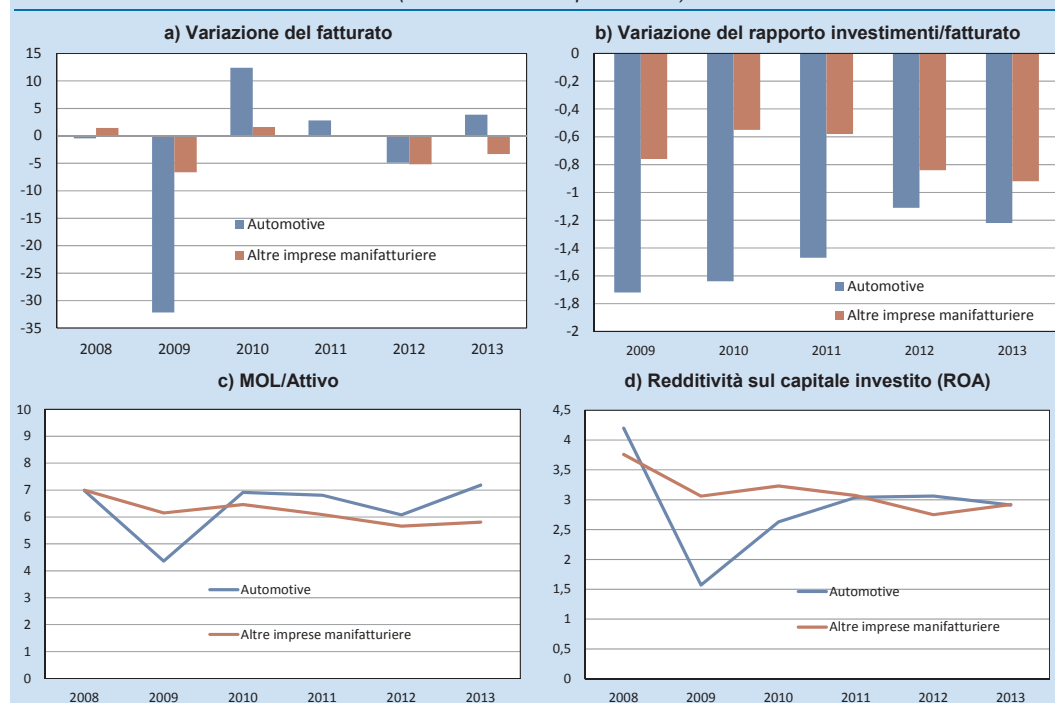 a) Variazione del fatturato
15
10
5
0
-5
-10
-15
-20
-25
-30
-35
Automotive
Altre imprese manifatturiere
2008 2009 2010 2011 2012 2013
b) Variazione del rapporto investimenti/fatturato
0
-0,2
-0,4
-0,6
-0,8
-1
-1,2
-1,4
-1,6
-1,8
-2
Automotive
Altre imprese manifatturiere
2009 2010 2011 2012 2013
c) MOL/Attivo
10
9
8
7
6
5
4
3
2
1
0
Automotive
Altre imprese manifatturiere
2008 2009 2010 2011 2012 2013
d) Redditività sul capitale investito (ROA)
4,5
4
3,5
3
2,5
2
1,5
1
0,5
0
Automotive
Altre imprese manifatturiere
2008 2009 2010 2011 2012 2013